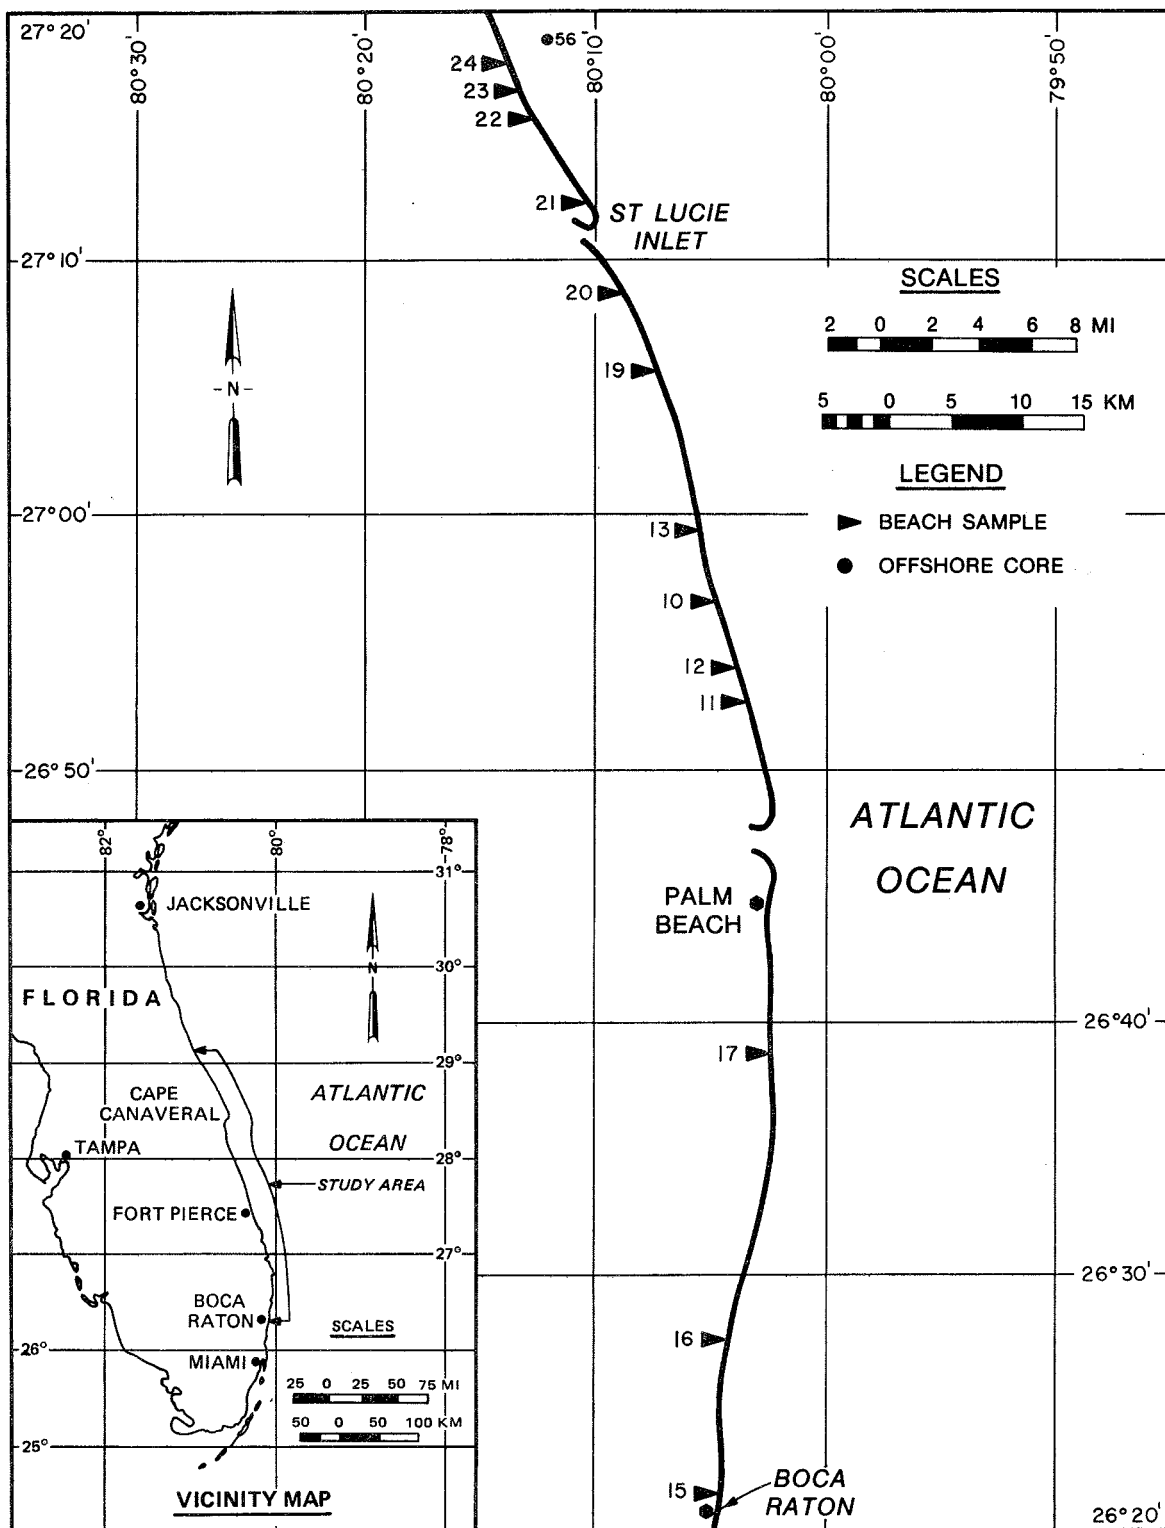 27°20'
80°30'
80°20'
80°10'
80°00'
79°50'
56
24
23
22
21
ST LUCIE
INLET
27°10'
20
SCALES
2 0 2 4 6 8 MI
19
5 0 5 10 15 KM
N
LEGEND
BEACH SAMPLE
OFFSHORE CORE
27°00'
13
10
12
11
26°50'
ATLANTIC
OCEAN
PALM
BEACH
26°40'
17
26°30'
16
15
BOCA
RATON
26°20'
82°
80°
78°
31°
JACKSONVILLE
N
30°
FLORIDA
29°
CAPE
CANAVERAL
ATLANTIC
OCEAN
TAMPA
28°
STUDY AREA
FORT PIERCE
27°
BOCA
RATON
SCALES
26°
MIAMI
25 0 25 50 75 MI
50 0 50 100 KM
25°
VICINITY MAP